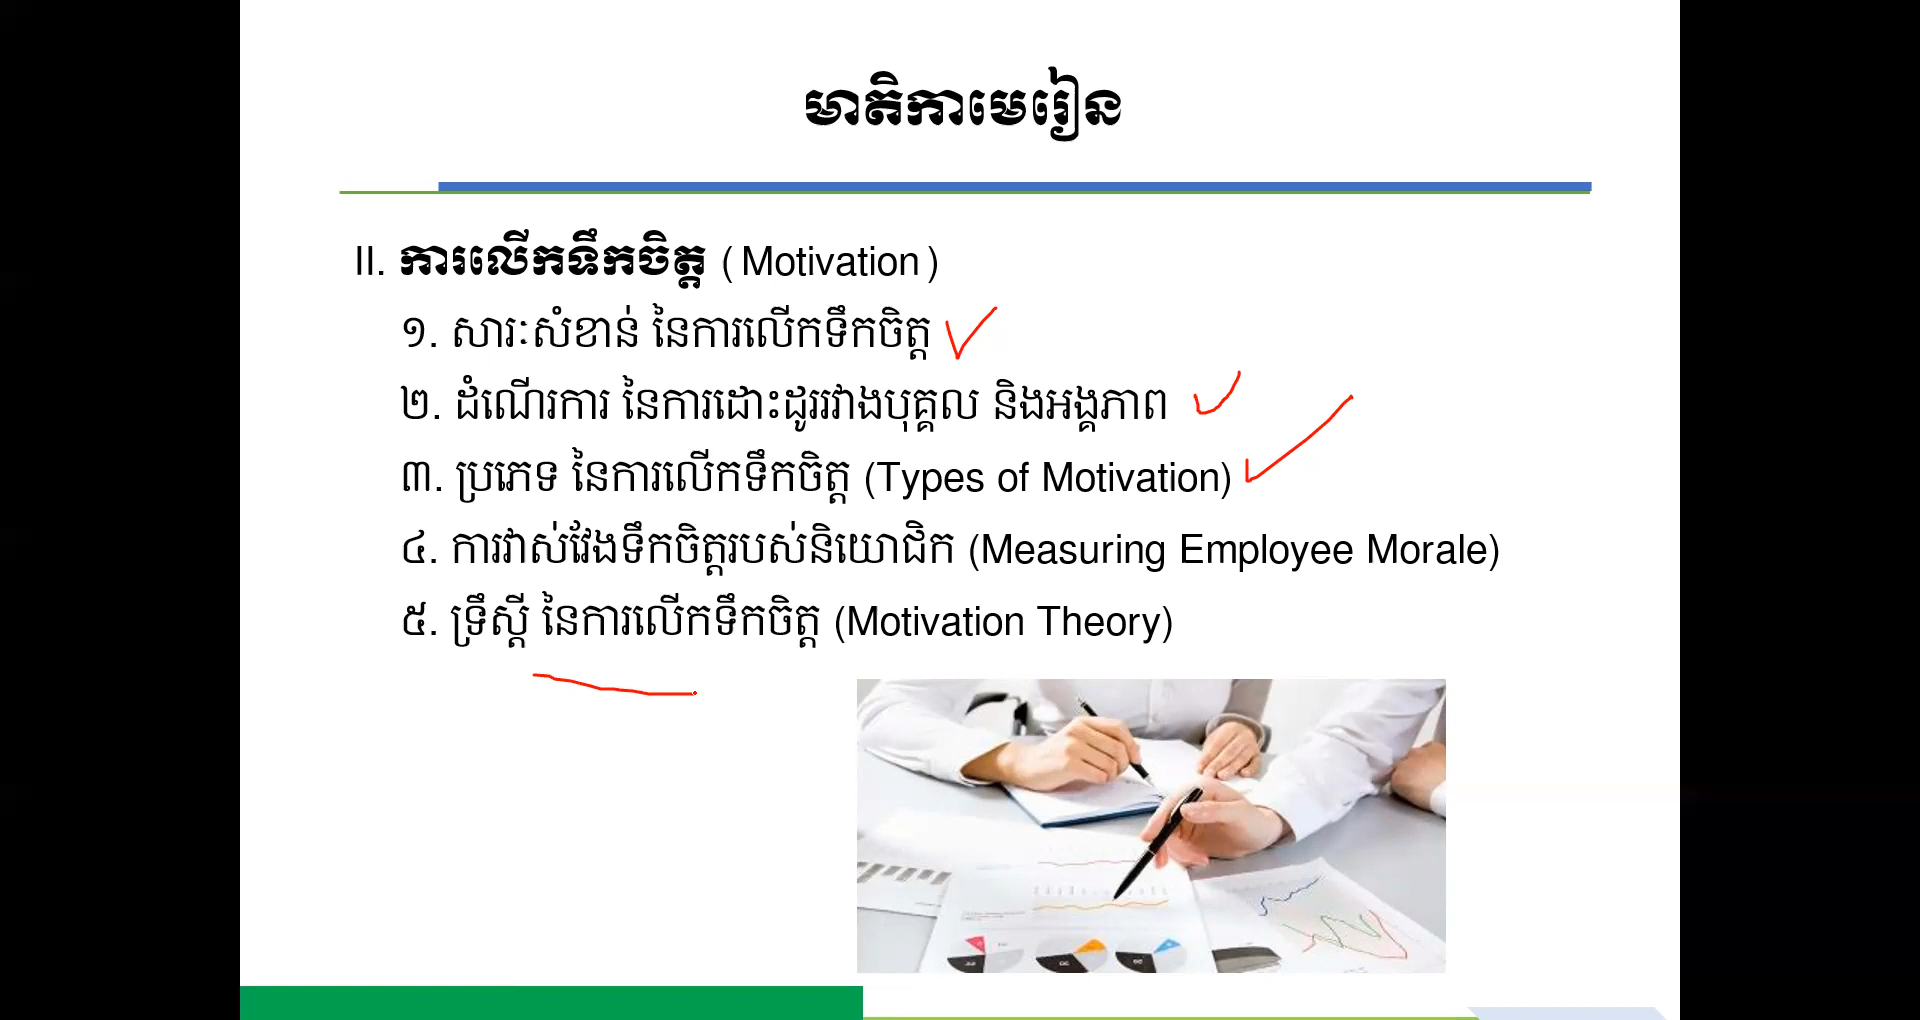 មាតិកាមេរៀន
II. ការលើកទឹកចិត្ត (Motivation)
១. សារៈសំខាន់ នៃការលើកទឹកចិត្ត
២. ដំណើរការ នៃការដោះដូររវាងបុគ្គល និងអង្គភាព
៣. ប្រភេទ នៃការលើកទឹកចិត្ត (Types of Motivation)
៤. ការវាស់វែងទឹកចិត្តរបស់និយោជិក (Measuring Employee Morale)
៥. ទ្រឹស្តី នៃការលើកទឹកចិត្ត (Motivation Theory)